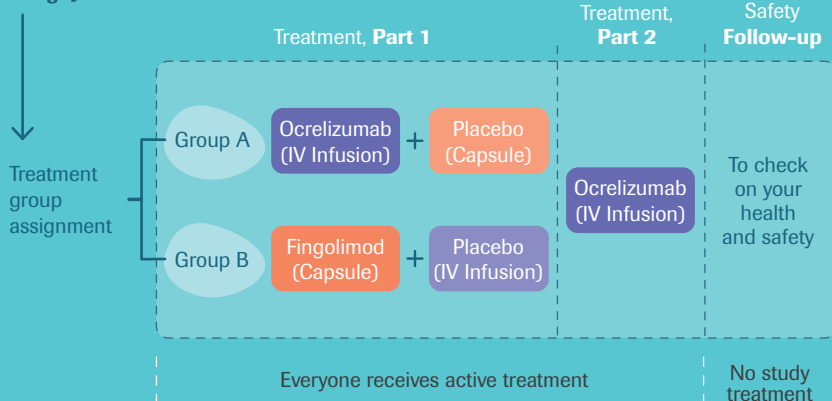 Treatment, Part 1
Treatment,
Part 2
Safety
Follow-up
Treatment
group
assignment
Group A
Ocrelizumab
(IV Infusion)
+
Placebo
(Capsule)
Group B
Fingolimod
(Capsule)
+
Placebo
(IV Infusion)
Ocrelizumab
(IV Infusion)
To check
on your
health
and safety
Everyone receives active treatment
No study
treatment